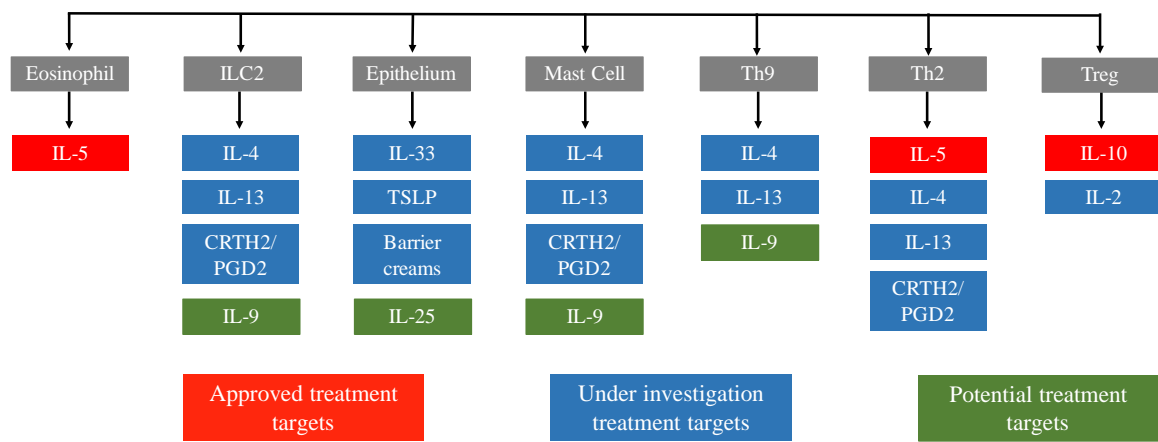 Eosinophil
ILC2
Epithelium
Mast Cell
Th9
Th2
Treg
IL-5
IL-4
IL-33
IL-4
IL-4
IL-5
IL-10
IL-13
TSLP
IL-13
IL-13
IL-4
IL-2
CRTH2/
PGD2
Barrier
creams
CRTH2/
PGD2
IL-9
IL-13
IL-9
IL-25
IL-9
CRTH2/
PGD2
Approved treatment
targets
Under investigation
treatment targets
Potential treatment
targets